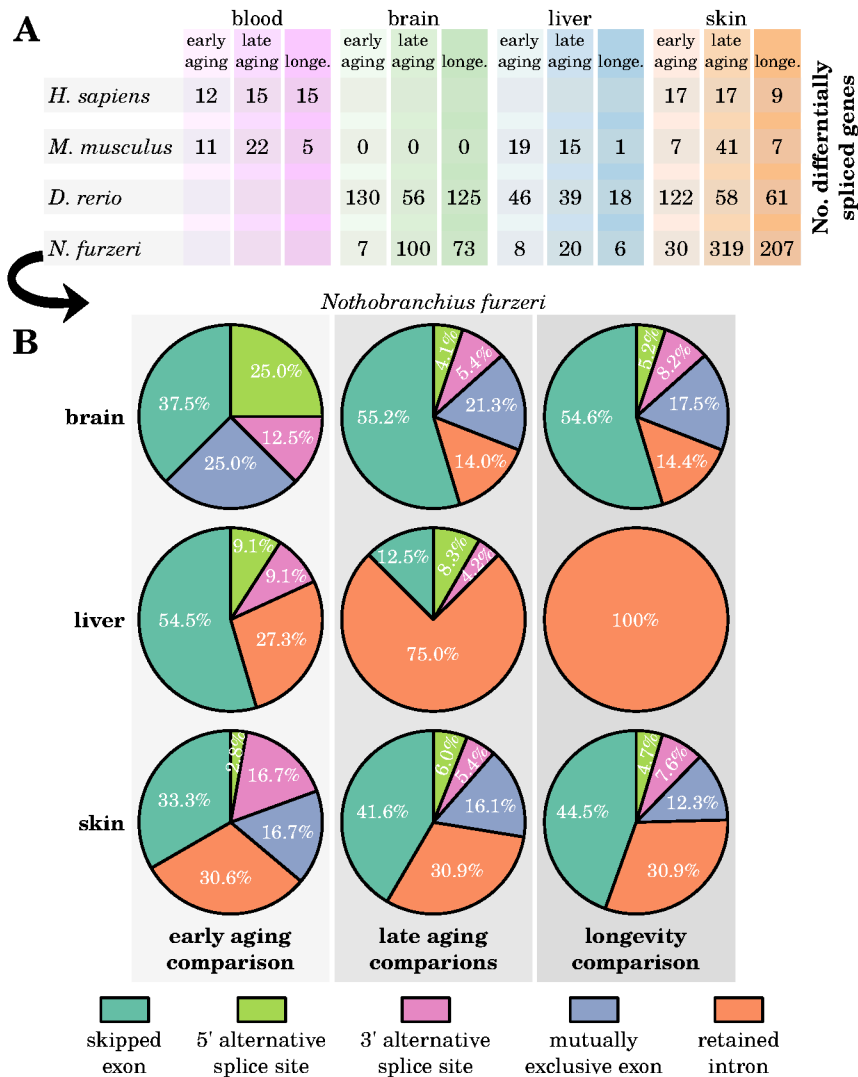 A
blood brain liver skin
early aging late aging longe. early aging late aging longe. early aging late aging longe. early aging late aging longe.
H. sapiens 12 15 15 17 17 9
M. musculus 11 22 5 0 0 0 19 15 1 7 41 7
D. rerio 130 56 125 46 39 18 122 58 61
N. furzeri 7 100 73 8 20 6 30 319 207
No. differntially
spliced genes
Nothobranchius furzeri
B
brain
37.5% 25.0% 12.5% 25.0%
55.2% 4.1% 5.4% 21.3% 14.0%
54.6% 5.2% 8.2% 17.5% 14.4%
liver
54.5% 9.1% 9.1% 27.3%
12.5% 8.3% 4.2% 75.0%
100%
skin
33.3% 2.8% 16.7% 16.7% 30.6%
41.6% 6.0% 5.4% 16.1% 30.9%
44.5% 4.7% 7.6% 12.3% 30.9%
early aging
comparison
late aging
comparions
longevity
comparison
skipped
exon
5' alternative
splice site
3' alternative
splice site
mutually
exclusive exon
retained
intron